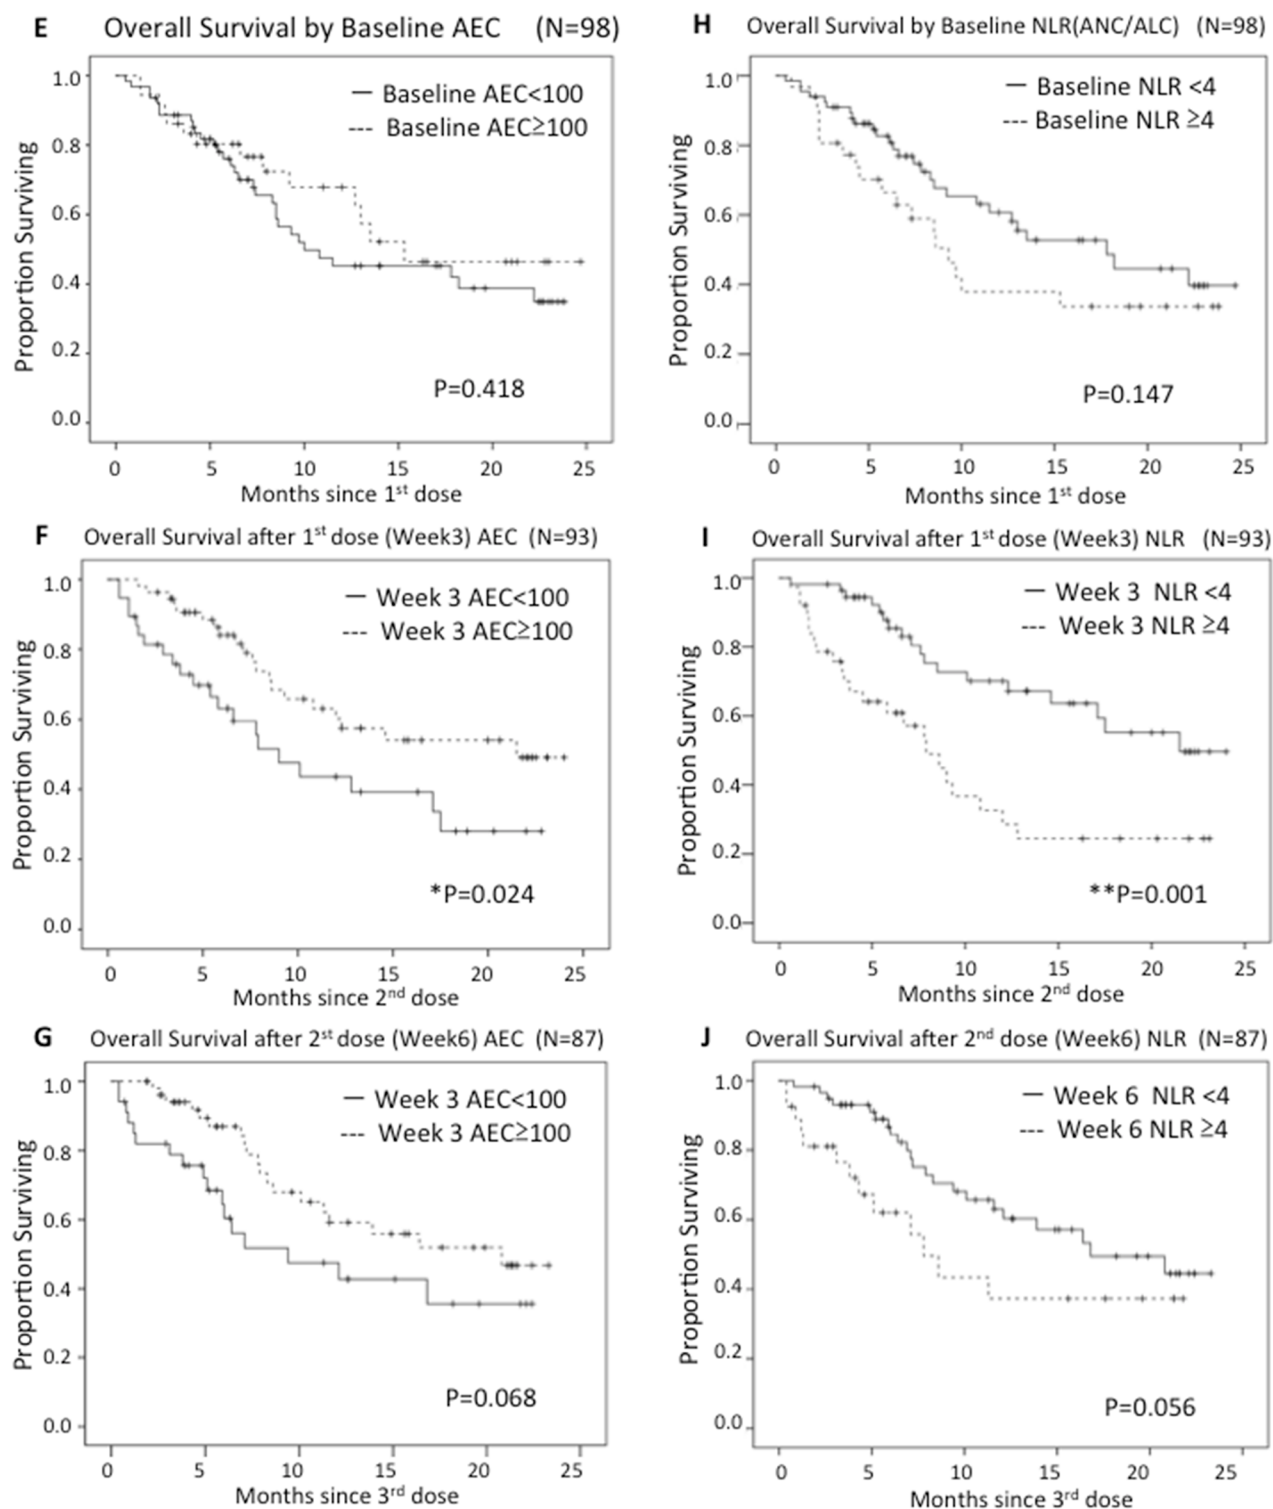 E Overall Survival by Baseline AEC (N=98)
Proportion Surviving
1.0
0.8
0.6
0.4
0.2
0.0
— Baseline AEC<100
--- Baseline AEC≥100
P=0.418
0 5 10 15 20 25
Months since 1st dose
H Overall Survival by Baseline NLR(ANC/ALC) (N=98)
Proportion Surviving
1.0
0.8
0.6
0.4
0.2
0.0
— Baseline NLR <4
--- Baseline NLR ≥4
P=0.147
0 5 10 15 20 25
Months since 1st dose
F Overall Survival after 1st dose (Week3) AEC (N=93)
Proportion Surviving
1.0
0.8
0.6
0.4
0.2
0.0
— Week 3 AEC<100
--- Week 3 AEC≥100
*P=0.024
0 5 10 15 20 25
Months since 2nd dose
I Overall Survival after 1st dose (Week3) NLR (N=93)
Proportion Surviving
1.0
0.8
0.6
0.4
0.2
0.0
— Week 3 NLR <4
--- Week 3 NLR ≥4
**P=0.001
0 5 10 15 20 25
Months since 2nd dose
G Overall Survival after 2st dose (Week6) AEC (N=87)
Proportion Surviving
1.0
0.8
0.6
0.4
0.2
0.0
— Week 3 AEC<100
--- Week 3 AEC≥100
P=0.068
0 5 10 15 20 25
Months since 3rd dose
J Overall Survival after 2nd dose (Week6) NLR (N=87)
Proportion Surviving
1.0
0.8
0.6
0.4
0.2
0.0
— Week 6 NLR <4
--- Week 6 NLR ≥4
P=0.056
0 5 10 15 20 25
Months since 3rd dose